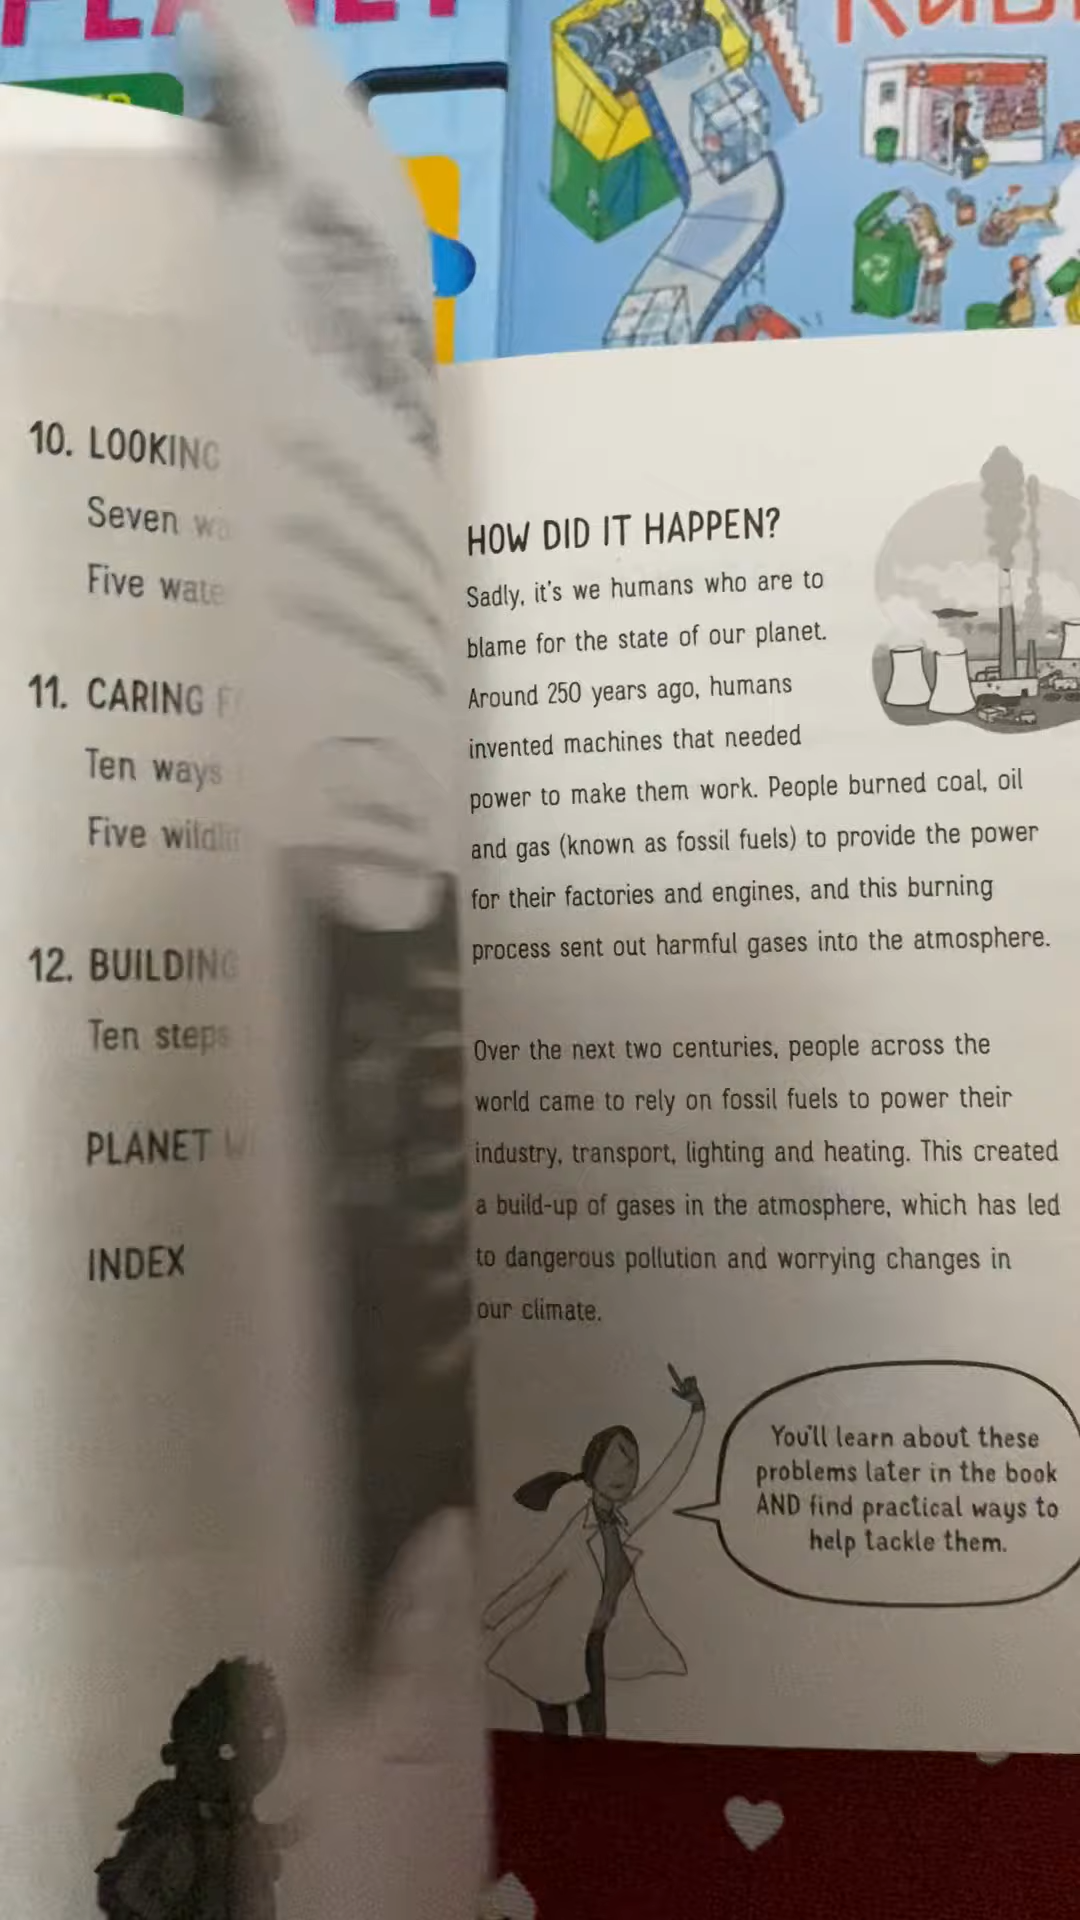 PLANET
10. LOOKING
Seven
Five water
11. CARING
Ten ways
Five wildlife
12. BUILDING
Ten steps
PLANET
INDEX
HOW DID IT HAPPEN?
Sadly, it's we humans who are to
blame for the state of our planet.
Around 250 years ago, humans
invented machines that needed
power to make them work. People burned coal, oil
and gas (known as fossil fuels) to provide the power
for their factories and engines, and this burning
process sent out harmful gases into the atmosphere.
Over the next two centuries, people across the
world came to rely on fossil fuels to power their
industry, transport, lighting and heating. This created
a build-up of gases in the atmosphere, which has led
to dangerous pollution and worrying changes in
our climate.
You'll learn about these
problems later in the book
AND find practical ways to
help tackle them.